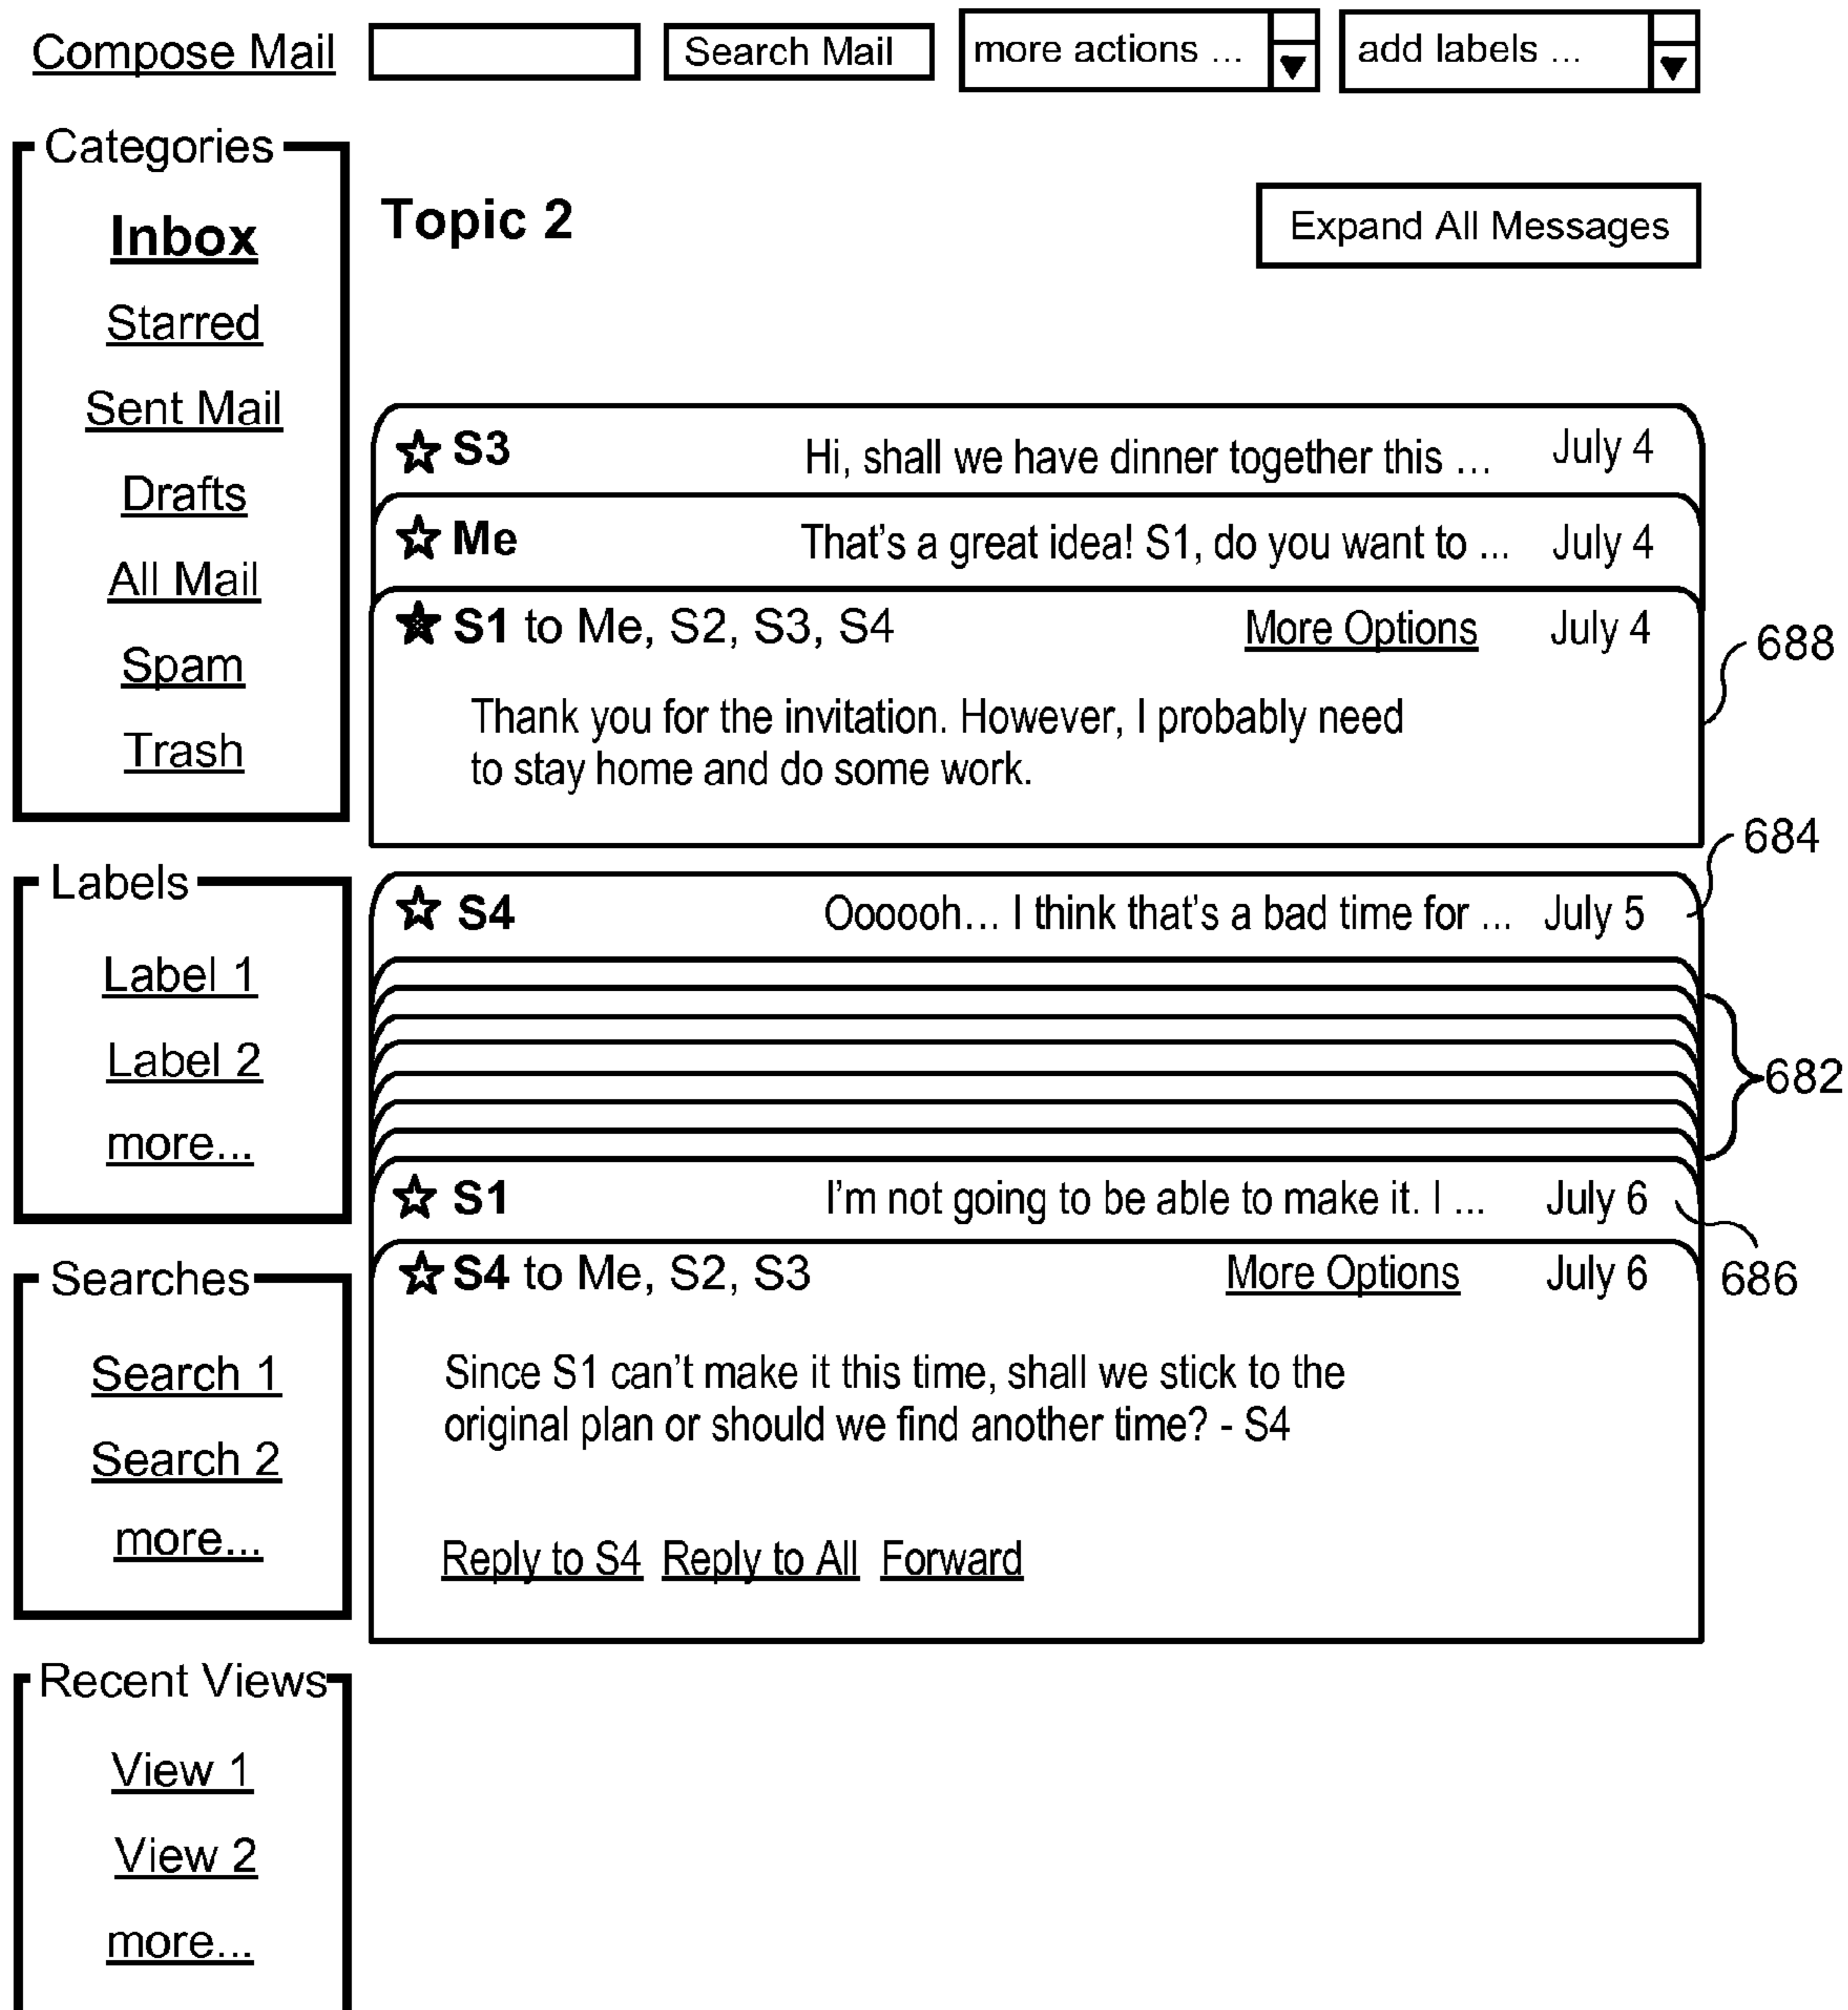 Compose Mail Search Mail more actions ... add labels ...
Categories
Inbox
Starred
Sent Mail
Drafts
All Mail
Spam
Trash
Labels
Label 1
Label 2
more...
Searches
Search 1
Search 2
more...
Recent Views
View 1
View 2
more...
Topic 2 Expand All Messages
S3 Hi, shall we have dinner together this ... July 4
Me That's a great idea! S1, do you want to ... July 4
S1 to Me, S2, S3, S4 More Options July 4
688
Thank you for the invitation. However, I probably need
to stay home and do some work.
684
S4 Oooooh... I think that's a bad time for ... July 5
682
S1 I'm not going to be able to make it. I ... July 6
686
S4 to Me, S2, S3 More Options July 6
Since S1 can't make it this time, shall we stick to the
original plan or should we find another time? - S4
Reply to S4 Reply to All Forward